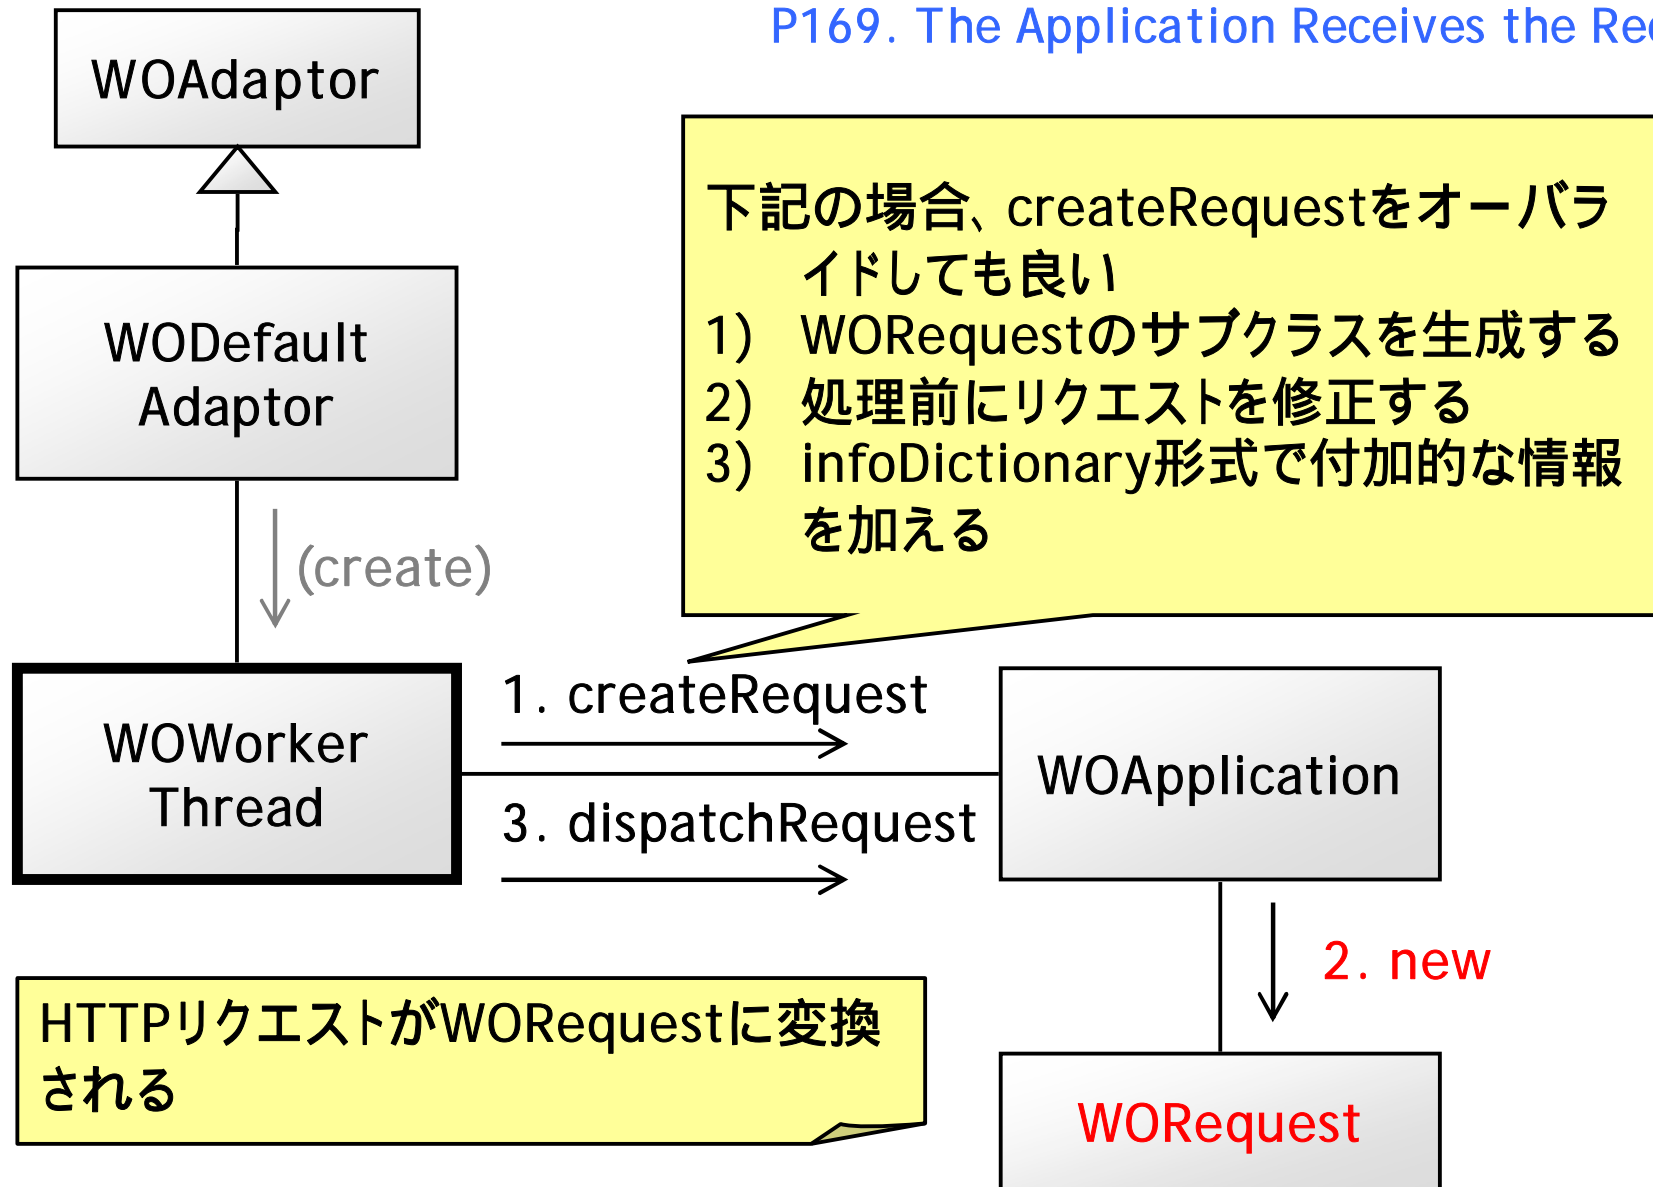 P169. The Application Receives the
WOAdaptor
下記の場合、createRequestをオーバラ
イドしても良い
1) WORequestのサブクラスを生成する
2) 処理前にリクエストを修正する
3) infoDictionary形式で付加的な情報
を加える
WODefault
Adaptor
(create)
1. createRequest
WOWorker
Thread
WOApplication
3. dispatchRequest
2. new
HTTPリクエストがWORequestに変換
される
WORequest